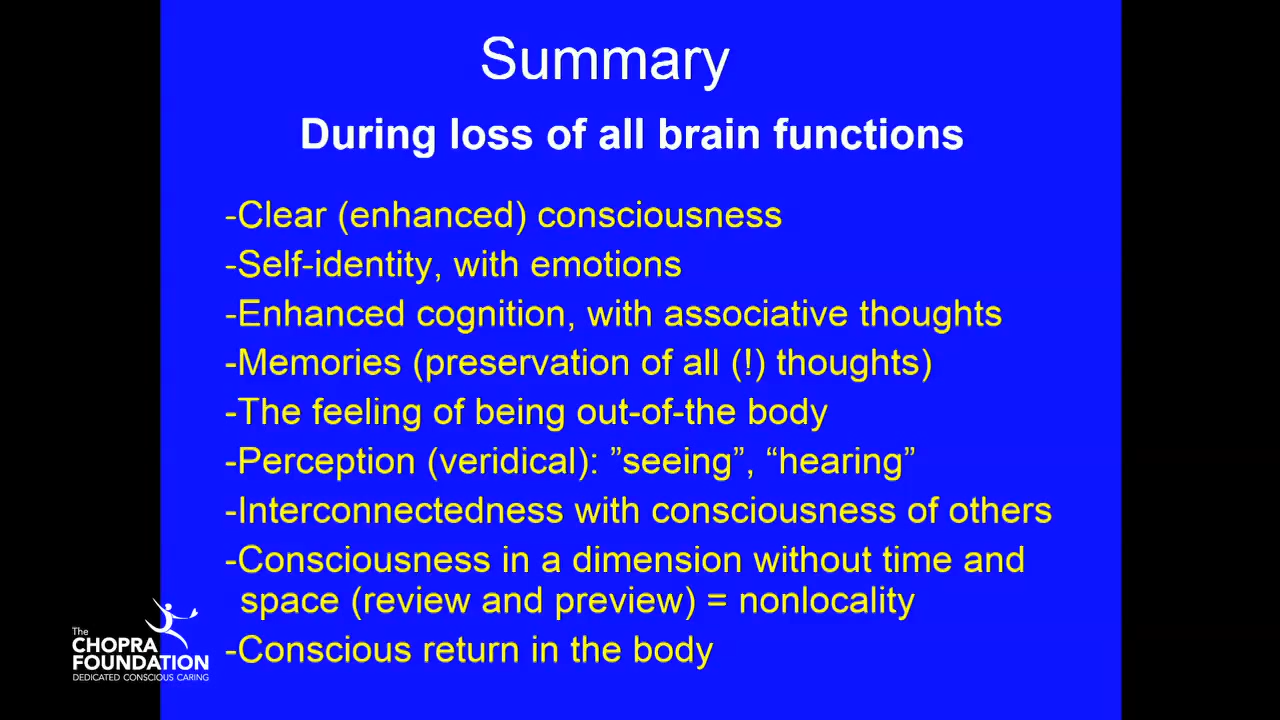 Summary
During loss of all brain functions
-Clear (enhanced) consciousness
-Self-identity, with emotions
-Enhanced cognition, with associative thoughts
-Memories (preservation of all (!) thoughts)
-The feeling of being out-of-the body
-Perception (veridical): ”seeing”, “hearing”
-Interconnectedness with consciousness of others
-Consciousness in a dimension without time and
space (review and preview) = nonlocality
-Conscious return in the body
The
CHOPRA
FOUNDATION
DEDICATED CONSCIOUS CARING